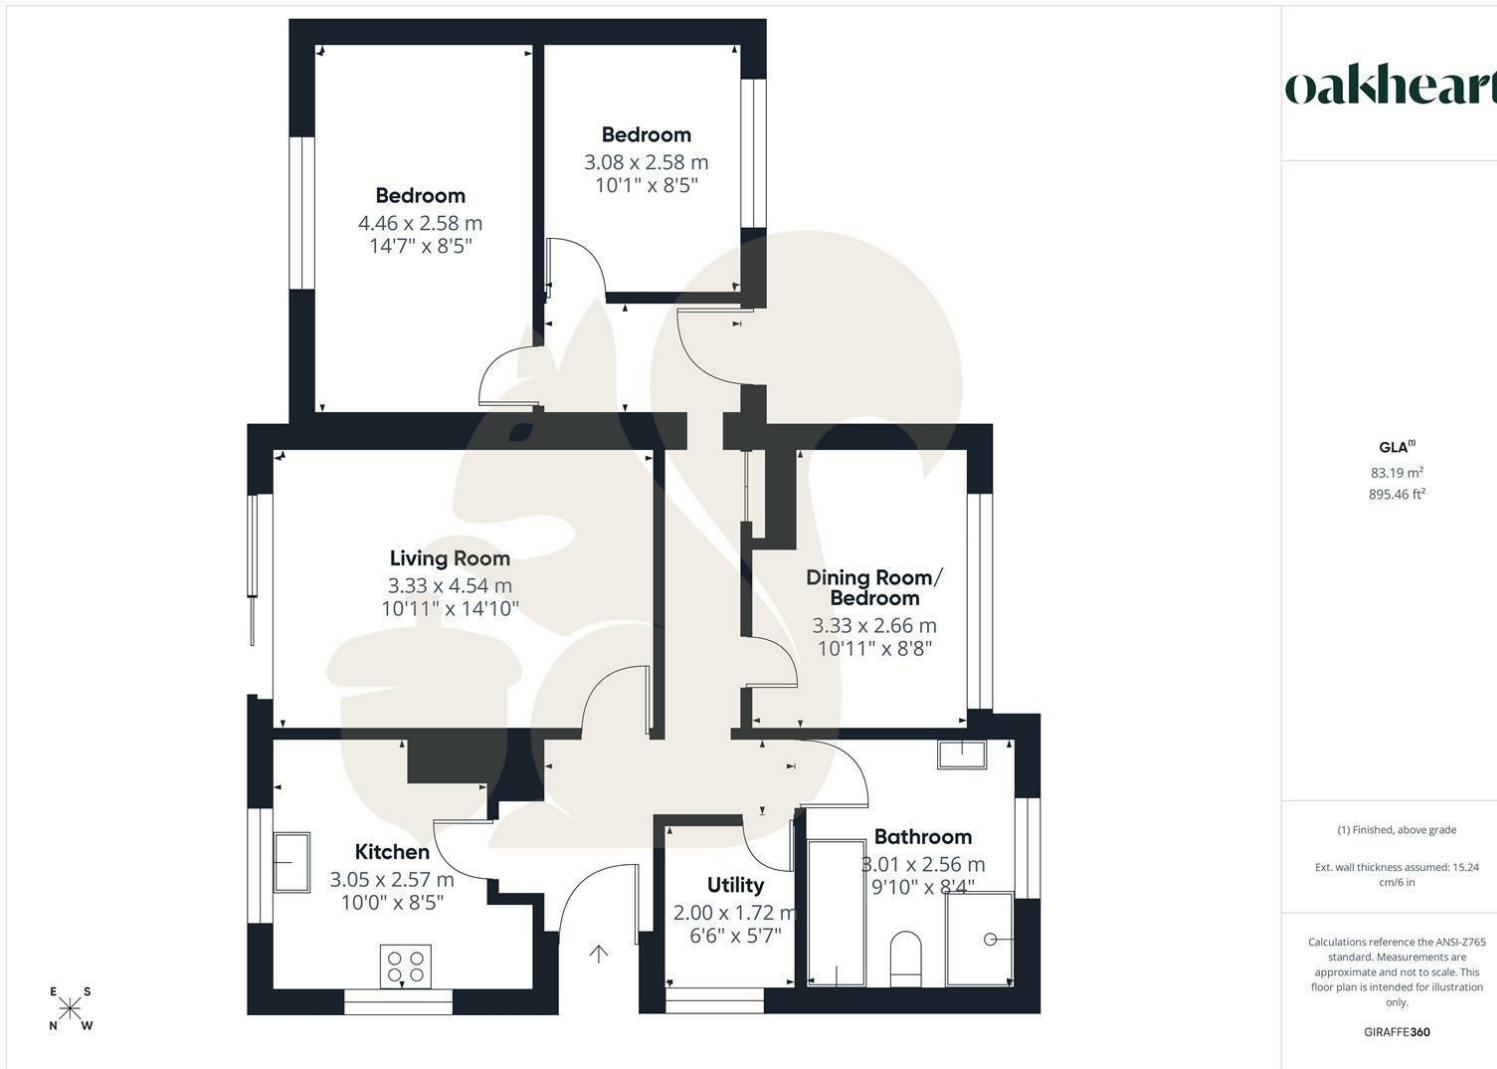 Bedroom
4.46 x 2.58 m
14'7" x 8'5"
Bedroom
3.08 x 2.58 m
10'1" x 8'5"
Living Room
3.33 x 4.54 m
10'11" x 14'10"
Dining Room/
Bedroom
3.33 x 2.66 m
10'11" x 8'8"
Kitchen
3.05 x 2.57 m
10'0" x 8'5"
Utility
2.00 x 1.72 m
6'6" x 5'7"
Bathroom
3.01 x 2.56 m
9'10" x 8'4"
E S
N W
oakheart
GLA⁽¹⁾
83.19 m²
895.46 ft²
(1) Finished, above grade
Ext. wall thickness assumed: 15.24
cm/6 in
Calculations reference the ANSI-Z765
standard. Measurements are
approximate and not to scale. This
floor plan is intended for illustration
only.
GIRAFFE360